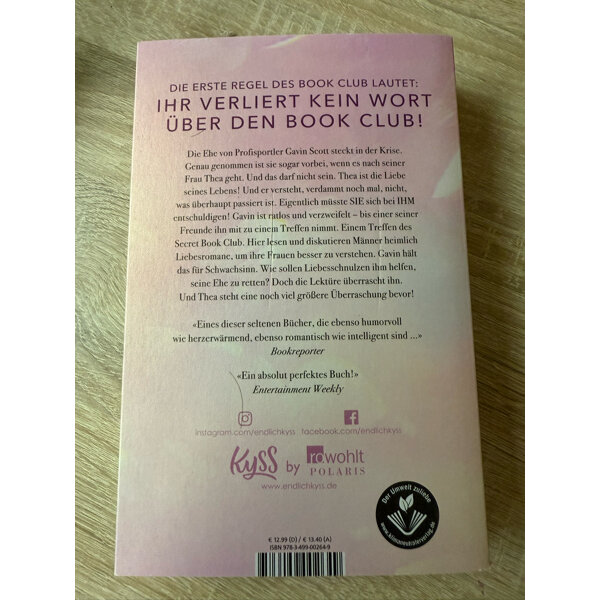 DIE ERSTE REGEL DES BOOK CLUB LAUTET:
IHR VERLIERT KEIN WORT
ÜBER DEN BOOK CLUB!
Die Ehe von Profisportler Gavin Scott steckt in der Krise.
Genau genommen ist sie sogar vorbei, wenn es nach seiner
Frau Thea geht. Und das darf nicht sein. Thea ist die Liebe
seines Lebens! Und er versteht, verdammt noch mal, nicht,
was überhaupt passiert ist. Eigentlich müsste SIE sich bei IHM
entschuldigen! Gavin ist ratlos und verzweifelt – bis einer seiner
Freunde ihn mit zu einem Treffen nimmt. Einem Treffen des
Secret Book Club. Hier lesen und diskutieren Männer heimlich
Liebesromane, um ihre Frauen besser zu verstehen. Gavin hält
das für Schwachsinn. Wie sollen Liebesschnulzen ihm helfen,
seine Ehe zu retten? Doch die Lektüre überrascht ihn.
Und Thea steht eine noch viel größere Überraschung bevor!
«Eines dieser seltenen Bücher, die ebenso humorvoll
wie herzerwärmend, ebenso romantisch wie intelligent sind ...»
Bookreporter
«Ein absolut perfektes Buch!»
Entertainment Weekly
instagram.com/endlichkyss facebook.com/endlichkyss
Kyss by rowohlt
POLARIS
www.endlichkyss.de
Der Umwelt zuliebe
www.klimaneutralerverlag.de
€ 12.99 (D) / € 13.40 (A)
ISBN 978-3-499-00264-9